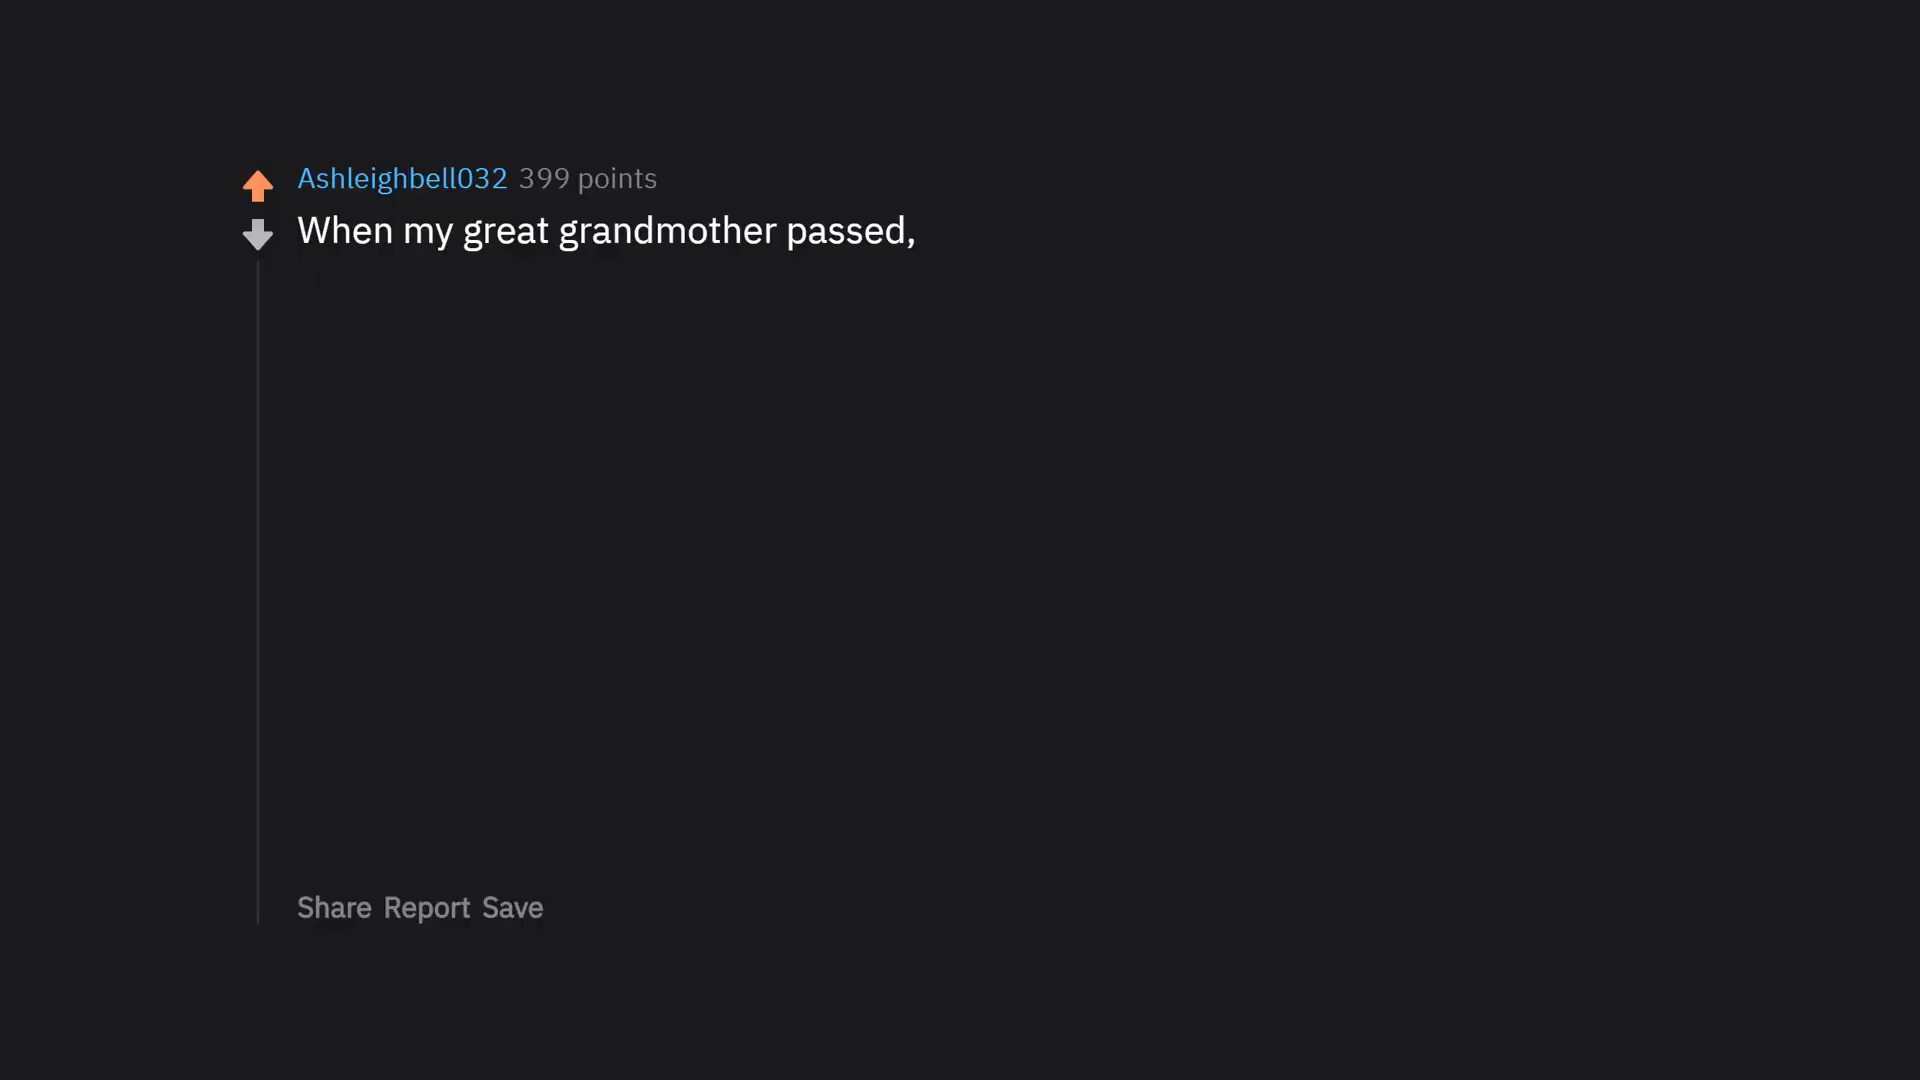 Ashleighbell032 399 points
When my great grandmother passed,
Share Report Save